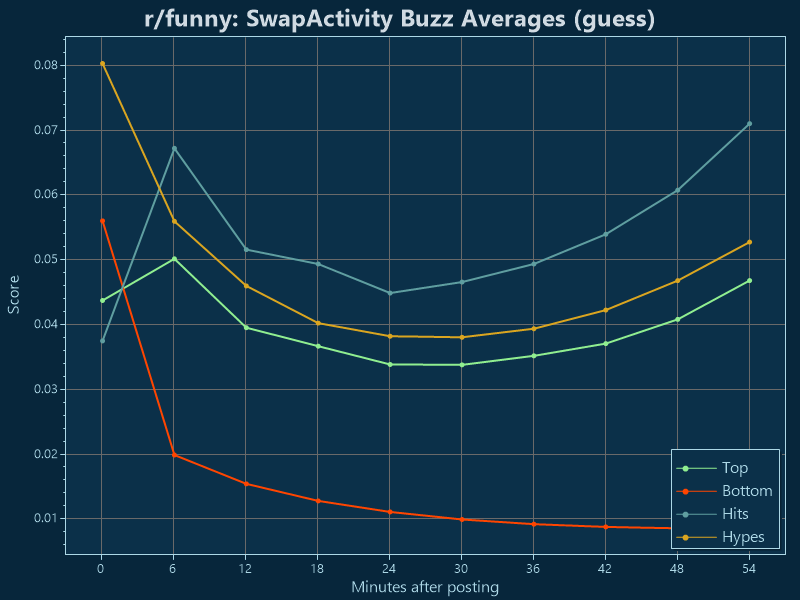 r/funny: SwapActivity Buzz Averages (guess)
Score
0.08
0.07
0.06
0.05
0.04
0.03
0.02
0.01
Top
Bottom
Hits
Hypes
0 6 12 18 24 30 36 42 48 54
Minutes after posting